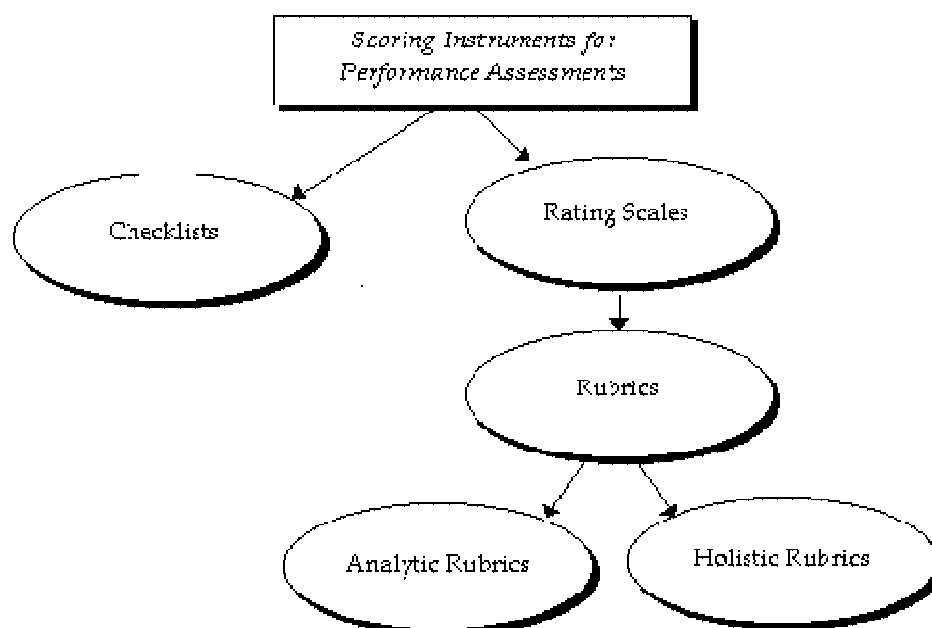 Scoring Instruments for
Performance Assessments
Checklists
Rating Scales
Rubrics
Analytic Rubrics
Holistic Rubrics